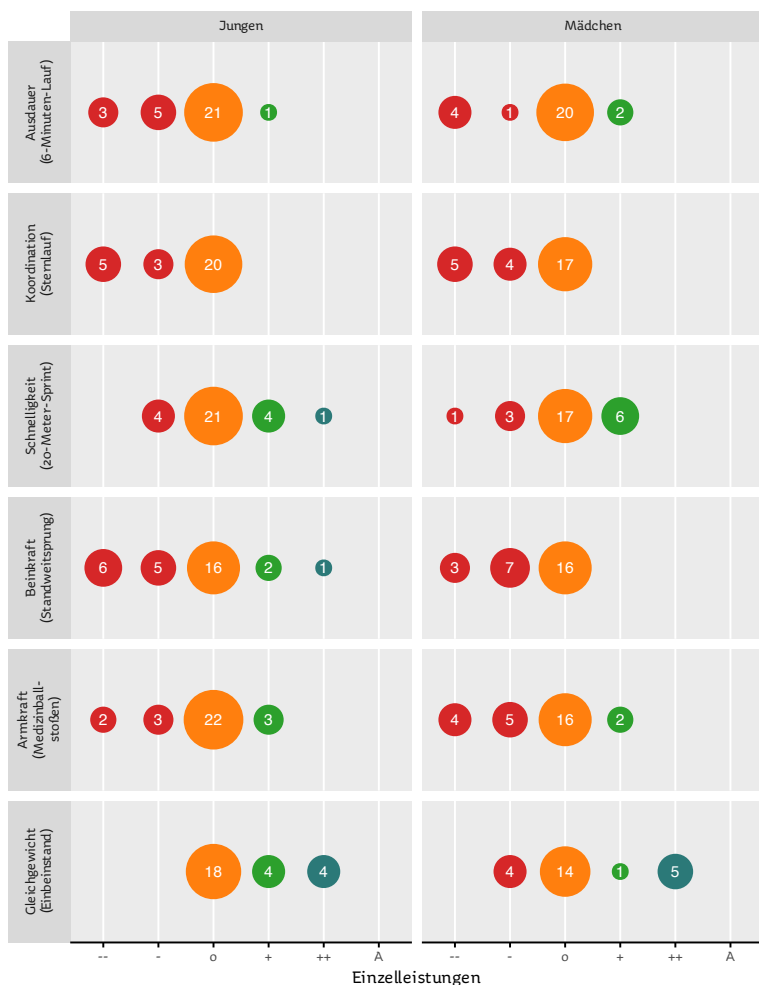 Jungen
Mädchen
Ausdauer
(6-Minuten-Lauf)
3 5 21 1
4 1 20 2
Koordination
(Sternlauf)
5 3 20
5 4 17
Schnelligkeit
(20-Meter-Sprint)
4 21 4 1
1 3 17 6
Beinkraft
(Standweitsprung)
6 5 16 2 1
3 7 16
Armkraft
(Medizinball-
stoßen)
2 3 22 3
4 5 16 2
Gleichgewicht
(Einbeinstand)
18 4 4
4 14 1 5
-- - o + ++ A
-- - o + ++ A
Einzelleistungen